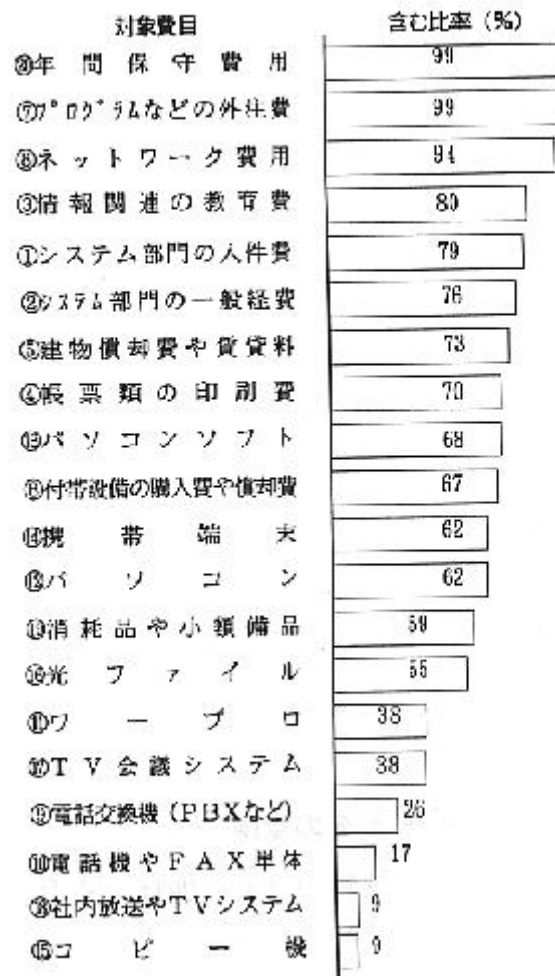 対象費目 含む比率 (%)
⑳年間保守費用 99
⑦プログラムなどの外注費 99
⑧ネットワーク費用 94
③情報関連の教育費 80
①システム部門の人件費 79
②システム部門の一般経費 76
⑤建物償却費や賃貸料 73
④帳票類の印刷費 70
パソコンソフト 68
⑥付帯設備の購入費や償却費 67
携帯端末 62
パソコン 62
消耗品や小額備品 59
⑯光ファイル 55
⑪ワープロ 38
⑰TV会議システム 38
⑨電話交換機(PBXなど) 26
⑩電話機やFAX単体 17
⑱社内放送やTVシステム 9
⑮コピー機 9